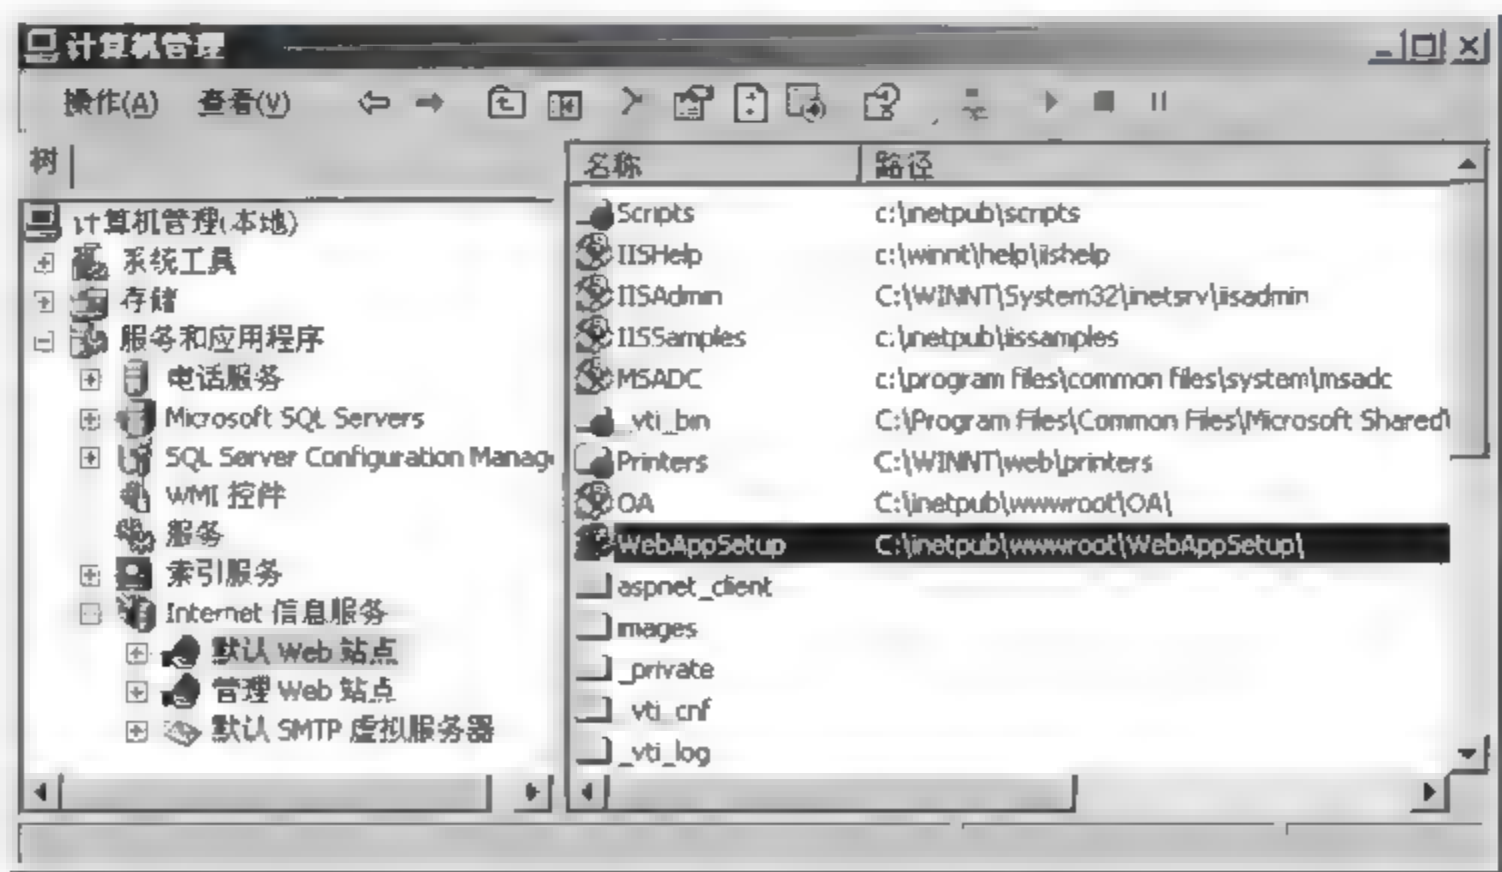 计算机管理
操作(A) 查看(V)
树
计算机管理(本地)
系统工具
存储
服务和应用程序
电话服务
Microsoft SQL Servers
SQL Server Configuration Manag
WMI 控件
服务
索引服务
Internet 信息服务
默认 Web 站点
管理 Web 站点
默认 SMTP 虚拟服务器
名称 路径
Scripts c:\inetpub\scripts
IISHelp c:\winnt\help\iishelp
IISAdmin C:\WINNT\System32\inetsrv\iisadmin
IISSamples c:\inetpub\iissamples
MSADC c:\program files\common files\system\msadc
_vti_bin C:\Program Files\Common Files\Microsoft Shared\
Printers C:\WINNT\web\printers
OA C:\inetpub\wwwroot\OA\
WebAppSetup C:\inetpub\wwwroot\WebAppSetup\
aspnet_client
images
_private
_vti_cnf
_vti_log